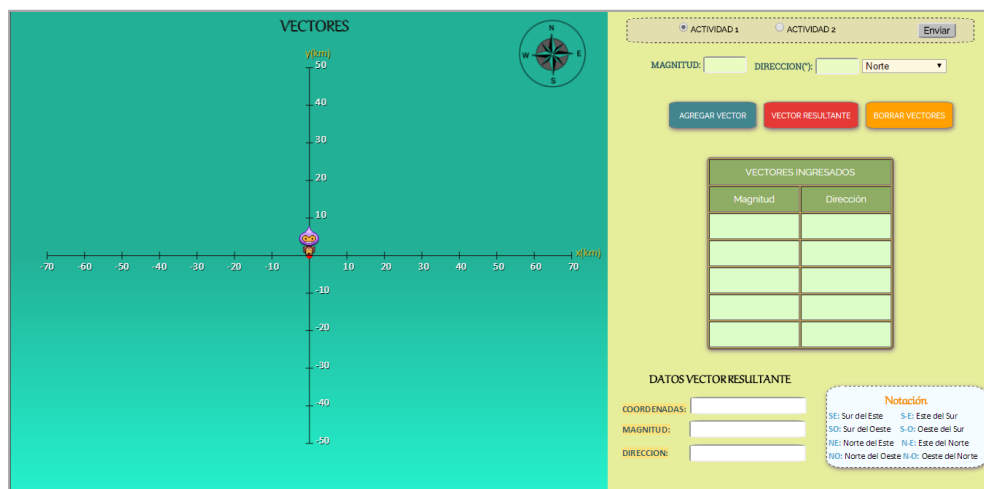 VECTORES
N
W
E
S
y(km)
50
40
30
20
10
x(km)
-70 -60 -50 -40 -30 -20 -10 10 20 30 40 50 60 70
-10
-20
-30
-40
-50
ACTIVIDAD 1 ACTIVIDAD 2 Enviar
MAGNITUD: DIRECCION(°): Norte
AGREGAR VECTOR VECTOR RESULTANTE BORRAR VECTORES
VECTORES INGRESADOS
Magnitud Dirección
DATOS VECTOR RESULTANTE
COORDENADAS:
MAGNITUD:
DIRECCION:
Notación
SE: Sur del Este S-E: Este del Sur
SO: Sur del Oeste S-O: Oeste del Sur
NE: Norte del Este N-E: Este del Norte
NO: Norte del Oeste N-O: Oeste del Norte